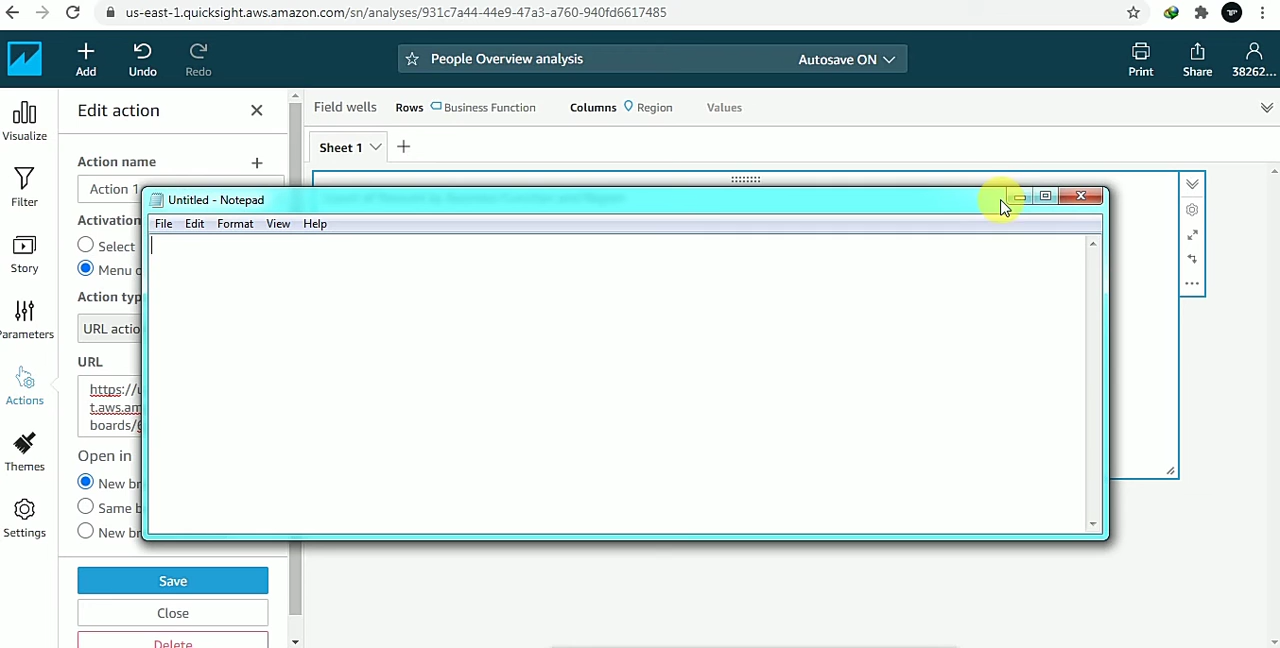 us-east-1.quicksight.aws.amazon.com/sn/analyses/931c7a44-44e9-47a3-a760-940fd6617485
Add
Undo
Redo
People Overview analysis
Autosave ON
Print
Share
38262...
Visualize
Filter
Story
Parameters
Actions
Themes
Settings
Edit action
Action name
Action 1
Activation
Select
Menu o
Action typ
URL actio
URL
https://u
t.aws.am
boards/
Open in
New br
Same b
New br
Save
Close
Delete
Field wells
Rows
Business Function
Columns
Region
Values
Sheet 1
Untitled - Notepad
File
Edit
Format
View
Help